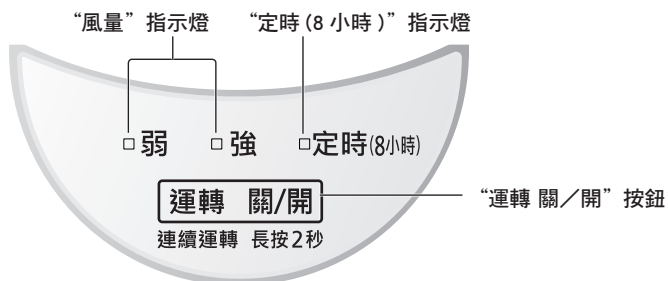 “風量”指示燈 “定時(8 小時)”指示燈
弱 強 定時(8小時)
運轉 關/開
“運轉 關／開”按鈕
連續運轉 長按2秒